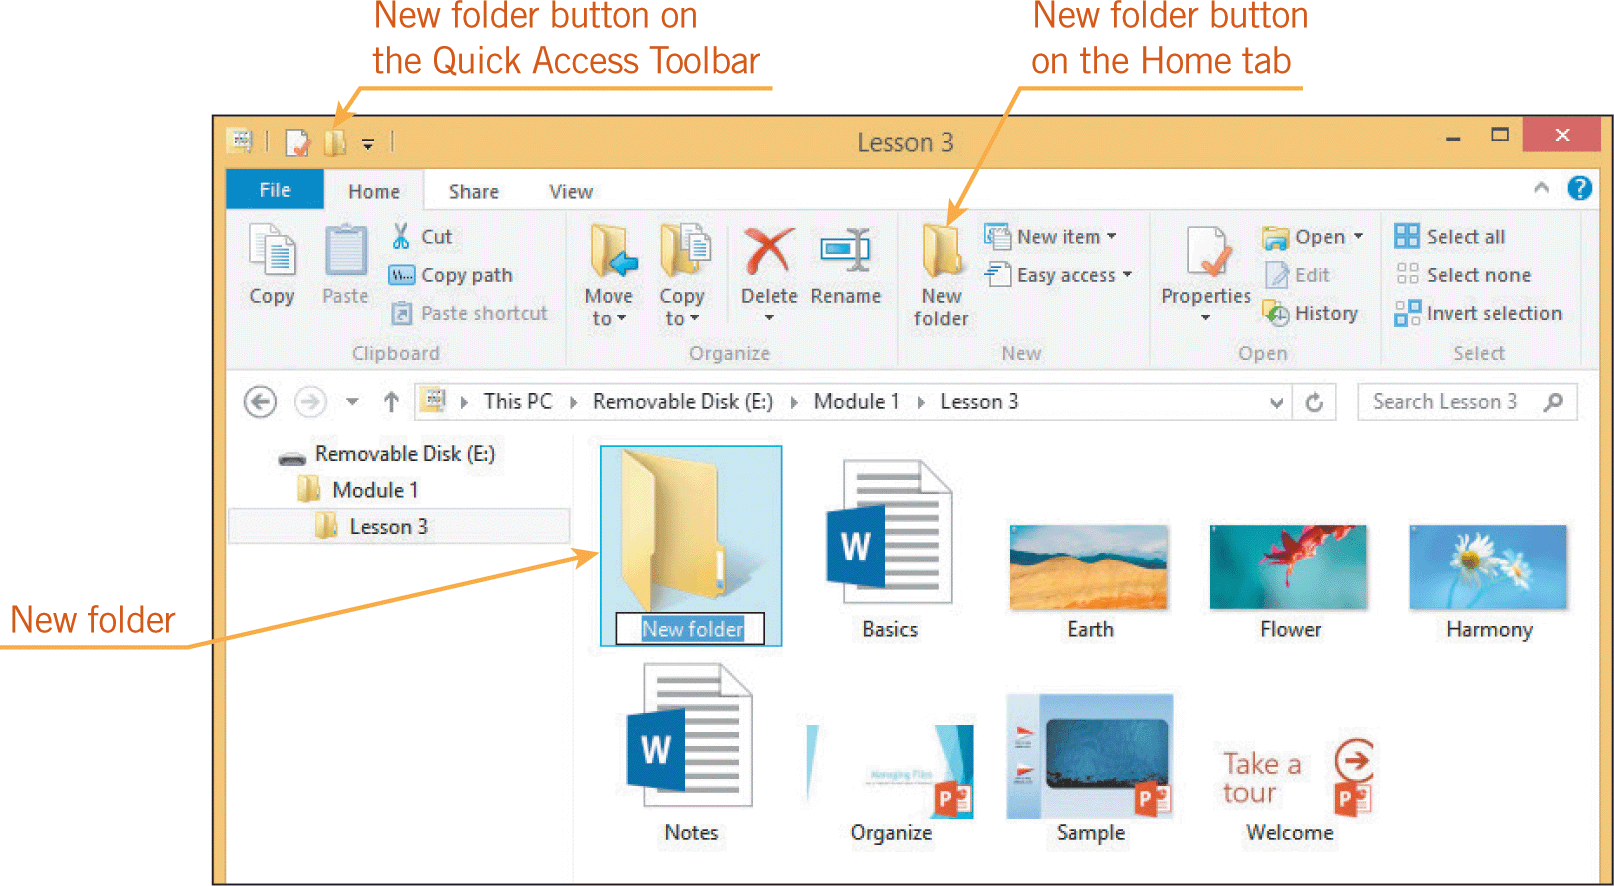 New folder button on
the Quick Access Toolbar
New folder button
on the Home tab
Lesson 3
File Home Share View
Copy
Paste
Cut
Copy path
Paste shortcut
Clipboard
Move
to
Copy
to
Delete
Rename
Organize
New
folder
New item
Easy access
New
Properties
Open
Edit
History
Open
Select all
Select none
Invert selection
Select
This PC Removable Disk (E:) Module 1 Lesson 3
Search Lesson 3
Removable Disk (E:)
Module 1
Lesson 3
New folder
New folder
W
Basics
Earth
Flower
Harmony
W
Notes
Managing Files
P
Organize
P
Sample
Take a
tour
P
Welcome